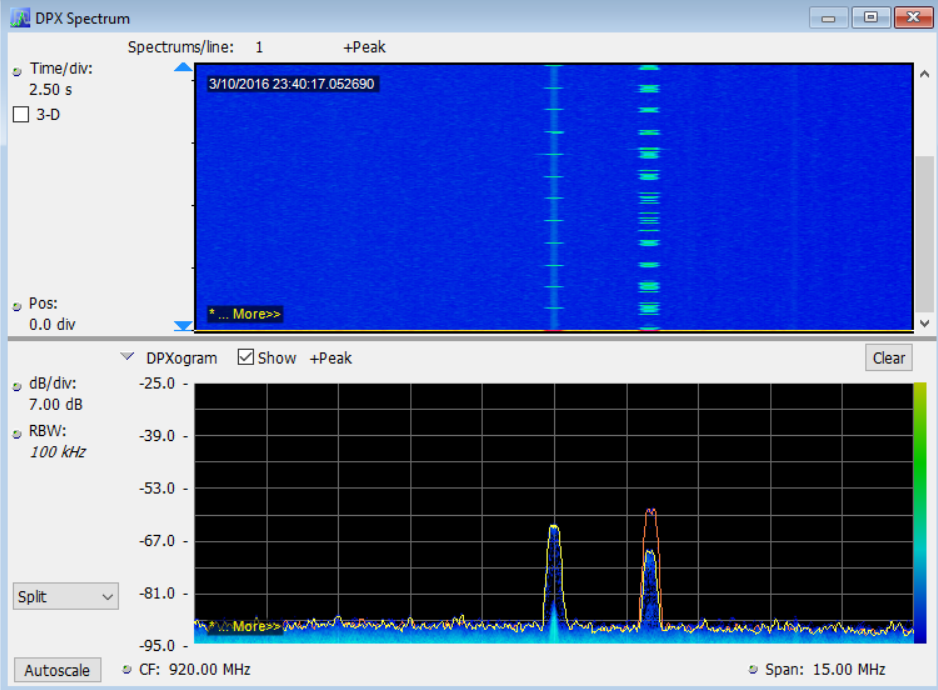 DPX Spectrum
Spectrums/line: 1 +Peak
Time/div:
2.50 s
3-D
3/10/2016 23:40:17.052690
Pos:
0.0 div
* ... More>>
DPXogram Show +Peak Clear
dB/div:
7.00 dB
RBW:
100 kHz
-25.0
-39.0
-53.0
-67.0
-81.0
-95.0
Split
* ... More>>
Autoscale CF: 920.00 MHz Span: 15.00 MHz